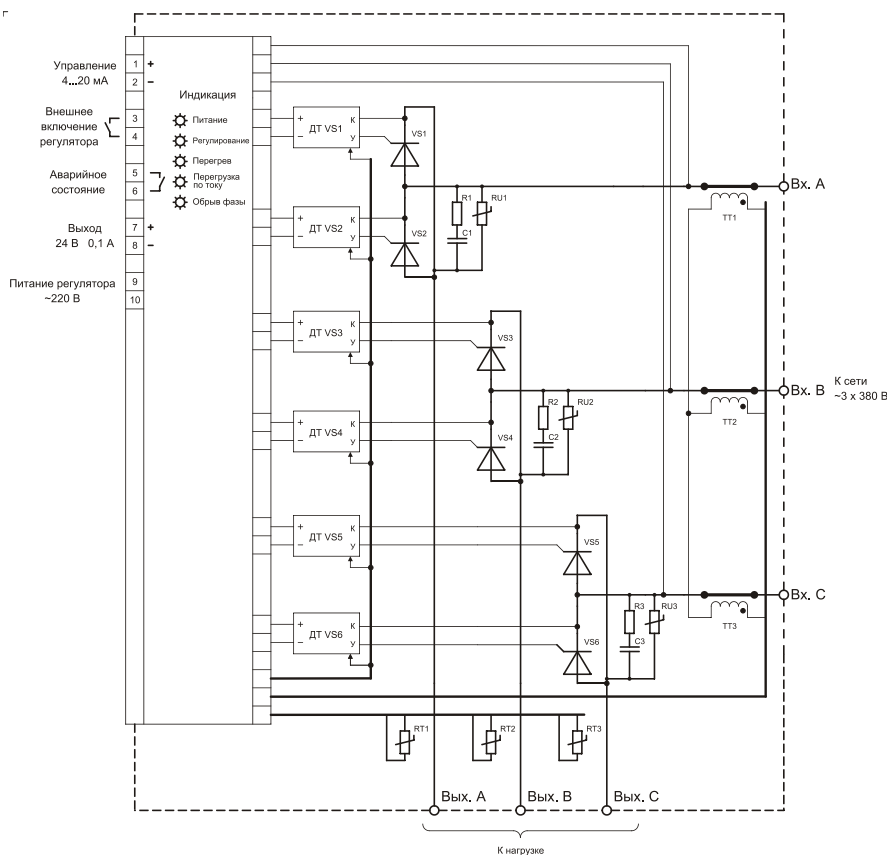 Управление
4...20 мА
1 +
2 –
Внешнее
включение
регулятора
3
4
Аварийное
состояние
5
6
Выход
24 В 0,1 А
7 +
8 –
Питание регулятора
~220 В
9
10
Индикация
Питание
Регулирование
Перегрев
Перегрузка
по току
Обрыв фазы
+ ДТ VS1 К
– У
VS1
+ ДТ VS2 К
– У
VS2
R1
RU1
C1
Вх. А
ТТ1
+ ДТ VS3 К
– У
VS3
+ ДТ VS4 К
– У
VS4
R2
RU2
C2
Вх. В
ТТ2
К сети
~3 x 380 В
+ ДТ VS5 К
– У
VS5
+ ДТ VS6 К
– У
VS6
R3
RU3
C3
Вх. С
ТТ3
RT1
RT2
RT3
Вых. А
Вых. В
Вых. С
К нагрузке